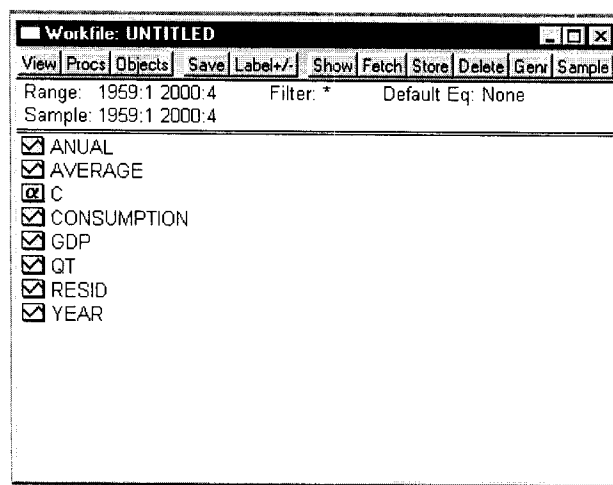 Workfile: UNTITLED
View Procs Objects Save Label+/- Show Fetch Store Delete Genr Sample
Range: 1959:1 2000:4 Filter: * Default Eq: None
Sample: 1959:1 2000:4
ANUAL
AVERAGE
α C
CONSUMPTION
GDP
QT
RESID
YEAR